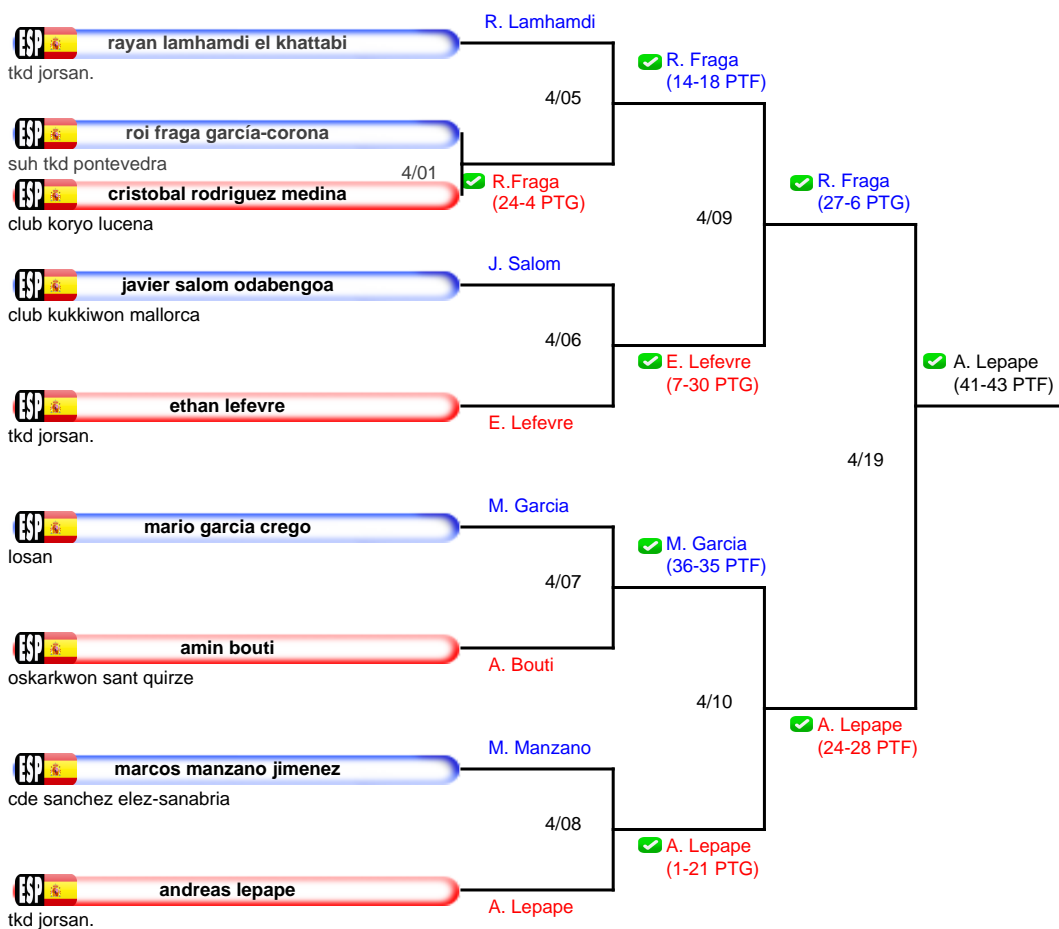 R. Lamhamdi
ESP rayan lamhamdi el khattabi
tkd jorsan.
R. Fraga
(14-18 PTF)
4/05
ESP roi fraga garcía-corona
suh tkd pontevedra
4/01
R.Fraga
(24-4 PTG)
ESP cristobal rodriguez medina
club koryo lucena
R. Fraga
(27-6 PTG)
4/09
J. Salom
ESP javier salom odabengoa
club kukkiwon mallorca
4/06
E. Lefevre
(7-30 PTG)
A. Lepape
(41-43 PTF)
ESP ethan lefevre
tkd jorsan.
E. Lefevre
4/19
M. Garcia
ESP mario garcia crego
losan
M. Garcia
(36-35 PTF)
4/07
ESP amin bouti
oskarkwon sant quirze
A. Bouti
4/10
A. Lepape
(24-28 PTF)
M. Manzano
ESP marcos manzano jimenez
cde sanchez elez-sanabria
4/08
A. Lepape
(1-21 PTG)
ESP andreas lepape
tkd jorsan.
A. Lepape